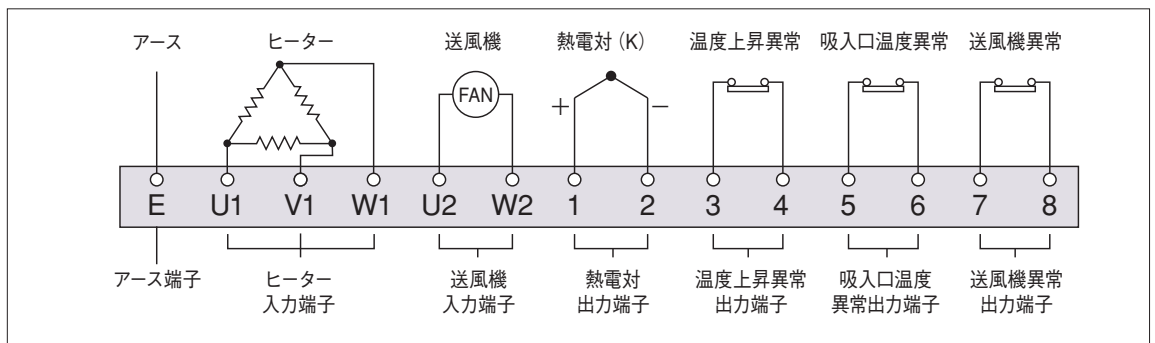 アース
ヒーター
送風機
熱電対 (K)
温度上昇異常
吸入口温度異常
送風機異常
FAN
+
−
E U1 V1 W1 U2 W2 1 2 3 4 5 6 7 8
アース端子
ヒーター
入力端子
送風機
入力端子
熱電対
出力端子
温度上昇異常
出力端子
吸入口温度
異常出力端子
送風機異常
出力端子